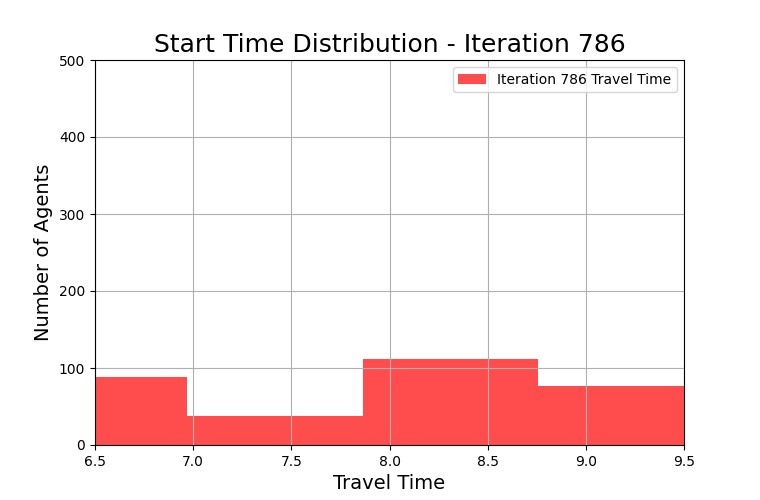 Start Time Distribution - Iteration 786
Iteration 786 Travel Time
Number of Agents
500
400
300
200
100
0
6.5 7.0 7.5 8.0 8.5 9.0 9.5
Travel Time